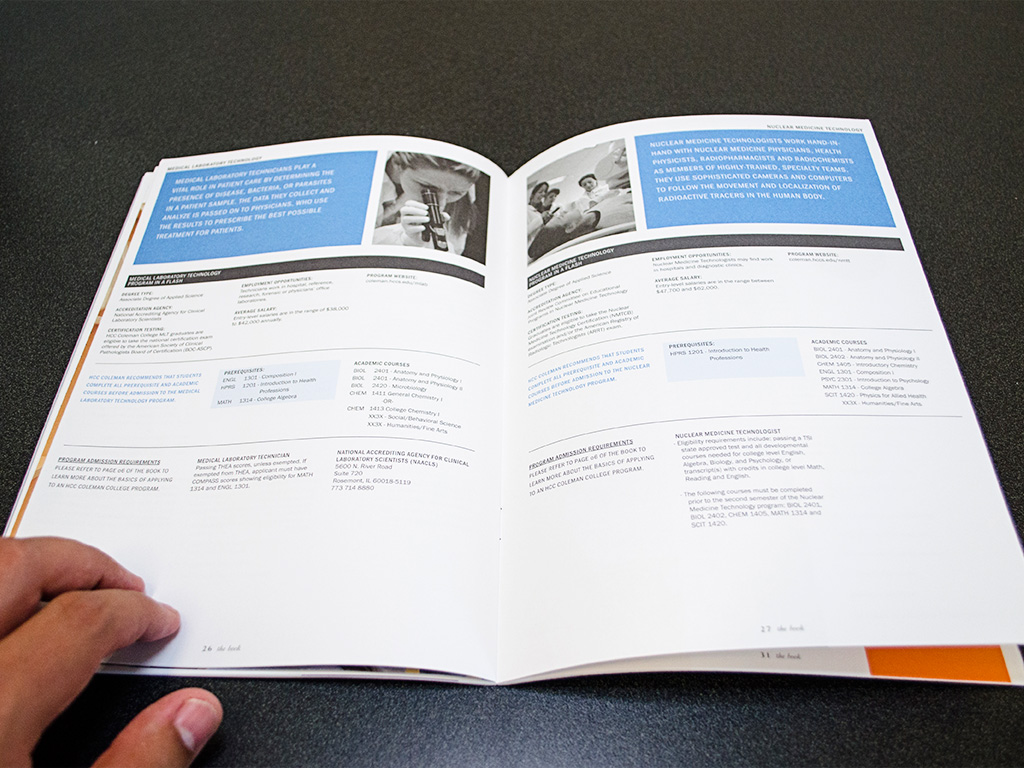 MEDICAL LABORATORY TECHNOLOGY
MEDICAL LABORATORY TECHNICIANS PLAY A
VITAL ROLE IN PATIENT CARE BY DETERMINING THE
PRESENCE OF DISEASE, BACTERIA, OR PARASITES
IN A PATIENT SAMPLE. THE DATA THEY COLLECT AND
ANALYZE IS PASSED ON TO PHYSICIANS, WHO USE
THE RESULTS TO PRESCRIBE THE BEST POSSIBLE
TREATMENT FOR PATIENTS.
MEDICAL LABORATORY TECHNOLOGY
PROGRAM IN A FLASH
DEGREE TYPE:
Associate Degree of Applied Science
ACCREDITATION AGENCY:
National Accrediting Agency for Clinical
Laboratory Scientists
CERTIFICATION TESTING:
HCC-Coleman College MLT graduates are
eligible to take the national certification exam
offered by the American Society of Clinical
Pathologists Board of Certification (BOC-ASCP).
EMPLOYMENT OPPORTUNITIES:
Technicians work in hospital, reference,
research, forensic or physicians' office
laboratories.
AVERAGE SALARY:
Entry level salaries are in the range of $38,000
to $42,000 annually.
PROGRAM WEBSITE:
coleman.hccs.edu/mlab
HCC COLEMAN RECOMMENDS THAT STUDENTS
COMPLETE ALL PREREQUISITE AND ACADEMIC
COURSES BEFORE ADMISSION TO THE MEDICAL
LABORATORY TECHNOLOGY PROGRAM.
PREREQUISITES:
ENGL 1301 - Composition I
HPRS 1201 - Introduction to Health
Professions
MATH 1314 - College Algebra
ACADEMIC COURSES
BIOL 2401 - Anatomy and Physiology I
BIOL 2401 - Anatomy and Physiology II
BIOL 2420 - Microbiology
CHEM 1411 General Chemistry I
OR:
CHEM 1413 College Chemistry I
XX3X - Social/Behavioral Science
XX3X - Humanities/Fine Arts
PROGRAM ADMISSION REQUIREMENTS
PLEASE REFER TO PAGE 06 OF THE BOOK TO
LEARN MORE ABOUT THE BASICS OF APPLYING
TO AN HCC COLEMAN COLLEGE PROGRAM.
MEDICAL LABORATORY TECHNICIAN
Passing THEA scores, unless exempted. If
exempted from THEA, applicant must have
COMPASS scores showing eligibility for MATH
1314 and ENGL 1301.
NATIONAL ACCREDITING AGENCY FOR CLINICAL
LABORATORY SCIENTISTS (NAACLS)
5600 N. River Road
Suite 720
Rosemont, IL 60018-5119
773 714 8880
26 the book
NUCLEAR MEDICINE TECHNOLOGY
NUCLEAR MEDICINE TECHNOLOGISTS WORK HAND-IN-
HAND WITH NUCLEAR MEDICINE PHYSICIANS, HEALTH
PHYSICISTS, RADIOPHARMACISTS AND RADIOCHEMISTS
AS MEMBERS OF HIGHLY-TRAINED, SPECIALTY TEAMS.
THEY USE SOPHISTICATED CAMERAS AND COMPUTERS
TO FOLLOW THE MOVEMENT AND LOCALIZATION OF
RADIOACTIVE TRACERS IN THE HUMAN BODY.
NUCLEAR MEDICINE TECHNOLOGY
PROGRAM IN A FLASH
DEGREE TYPE:
Associate Degree of Applied Science
ACCREDITATION AGENCY:
Joint Review Committee on Educational
Programs in Nuclear Medicine Technology
CERTIFICATION TESTING:
Graduates are eligible to take the Nuclear
Medicine Technology Certification (NMTCB)
examination and/or the American Registry of
Radiologic Technologists (ARRT) exam.
EMPLOYMENT OPPORTUNITIES:
Nuclear Medicine Technologists may find work
in hospitals and diagnostic clinics.
AVERAGE SALARY:
Entry level salaries are in the range between
$47,700 and $62,000.
PROGRAM WEBSITE:
HCC COLEMAN RECOMMENDS THAT STUDENTS
COMPLETE ALL PREREQUISITE AND ACADEMIC
COURSES BEFORE ADMISSION TO THE NUCLEAR
MEDICINE TECHNOLOGY PROGRAM.
PREREQUISITES:
HPRS 1201 - Introduction to Health
Professions
ACADEMIC COURSES
BIOL 2401 - Anatomy and Physiology I
BIOL 2402 - Anatomy and Physiology II
CHEM 1405 - Introductory Chemistry
ENGL 1301 - Composition I
PSYC 2301 - Introduction to Psychology
MATH 1314 - College Algebra
SCIT 1420 - Physics for Allied Health
XX3X - Humanities/Fine Arts
PROGRAM ADMISSION REQUIREMENTS
PLEASE REFER TO PAGE 06 OF THE BOOK TO
LEARN MORE ABOUT THE BASICS OF APPLYING
TO AN HCC COLEMAN COLLEGE PROGRAM.
NUCLEAR MEDICINE TECHNOLOGIST
- Eligibility requirements include: passing a TSI
state approved test and all developmental
courses needed for college level English,
Algebra, Biology, and Psychology, or
transcript(s) with credits in college level Math,
Reading and English.
- The following courses must be completed
prior to the second semester of the Nuclear
Medicine Technology program: BIOL 2401,
BIOL 2402, CHEM 1405, MATH 1314 and
SCIT 1420.
27 the book
31 the book